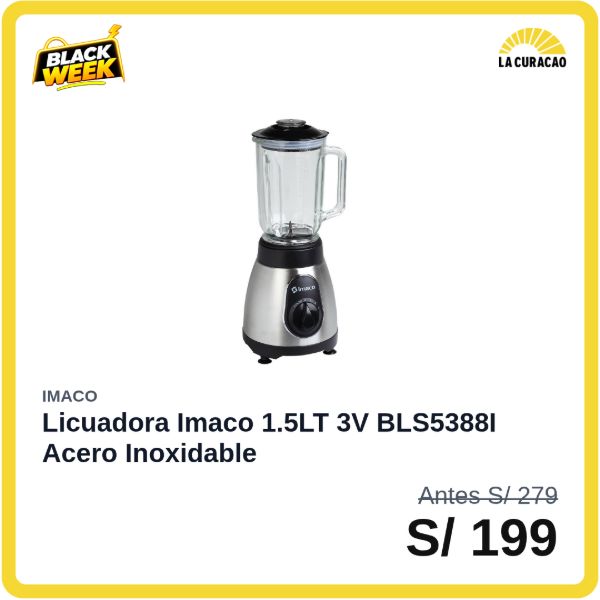 BLACK
WEEK
LA CURACAO
Imaco
IMACO
Licuadora Imaco 1.5LT 3V BLS5388I
Acero Inoxidable
Antes S/ 279
S/ 199